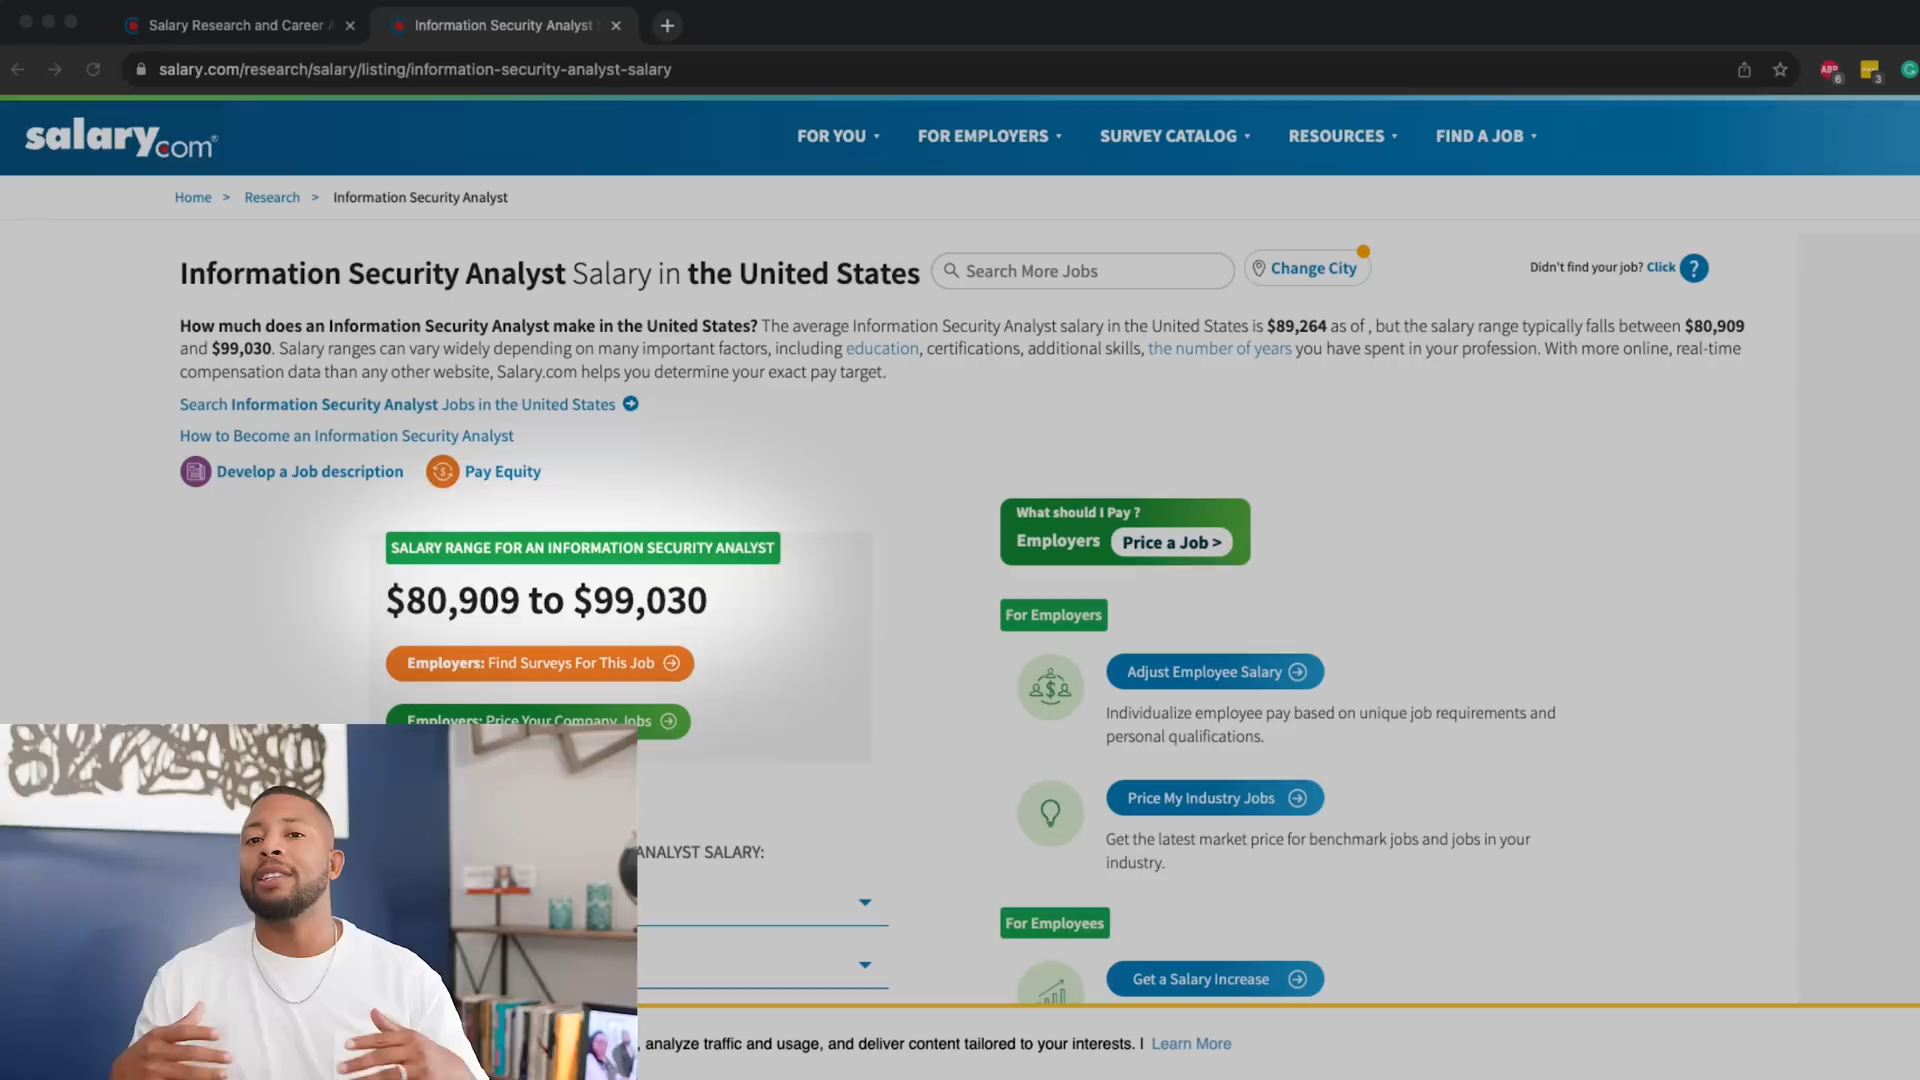 Salary Research and Career
Information Security Analyst
salary.com/research/salary/listing/information-security-analyst-salary
ABP
6
3
salary.com
FOR YOU
FOR EMPLOYERS
SURVEY CATALOG
RESOURCES
FIND A JOB
Home > Research > Information Security Analyst
Information Security Analyst Salary in the United States
Search More Jobs
Change City
Didn't find your job? Click ?
How much does an Information Security Analyst make in the United States? The average Information Security Analyst salary in the United States is $89,264 as of , but the salary range typically falls between $80,909
and $99,030. Salary ranges can vary widely depending on many important factors, including education, certifications, additional skills, the number of years you have spent in your profession. With more online, real-time
compensation data than any other website, Salary.com helps you determine your exact pay target.
Search Information Security Analyst Jobs in the United States
How to Become an Information Security Analyst
Develop a Job description
Pay Equity
SALARY RANGE FOR AN INFORMATION SECURITY ANALYST
$80,909 to $99,030
Employers: Find Surveys For This Job
Employers: Price Your Company Jobs
ANALYST SALARY:
What should I Pay ?
Employers
Price a Job >
For Employers
Adjust Employee Salary
Individualize employee pay based on unique job requirements and
personal qualifications.
Price My Industry Jobs
Get the latest market price for benchmark jobs and jobs in your
industry.
For Employees
Get a Salary Increase
, analyze traffic and usage, and deliver content tailored to your interests. | Learn More